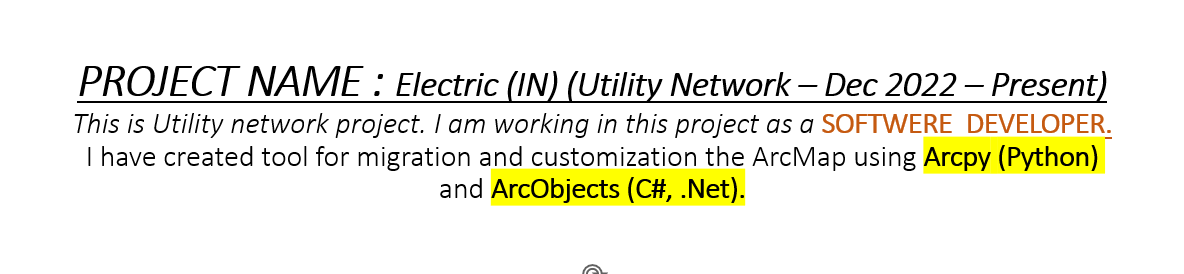 PROJECT NAME : Electric (IN) (Utility Network – Dec 2022 – Present)
This is Utility network project. I am working in this project as a SOFTWERE DEVELOPER.
I have created tool for migration and customization the ArcMap using Arcpy (Python)
and ArcObjects (C#, .Net).